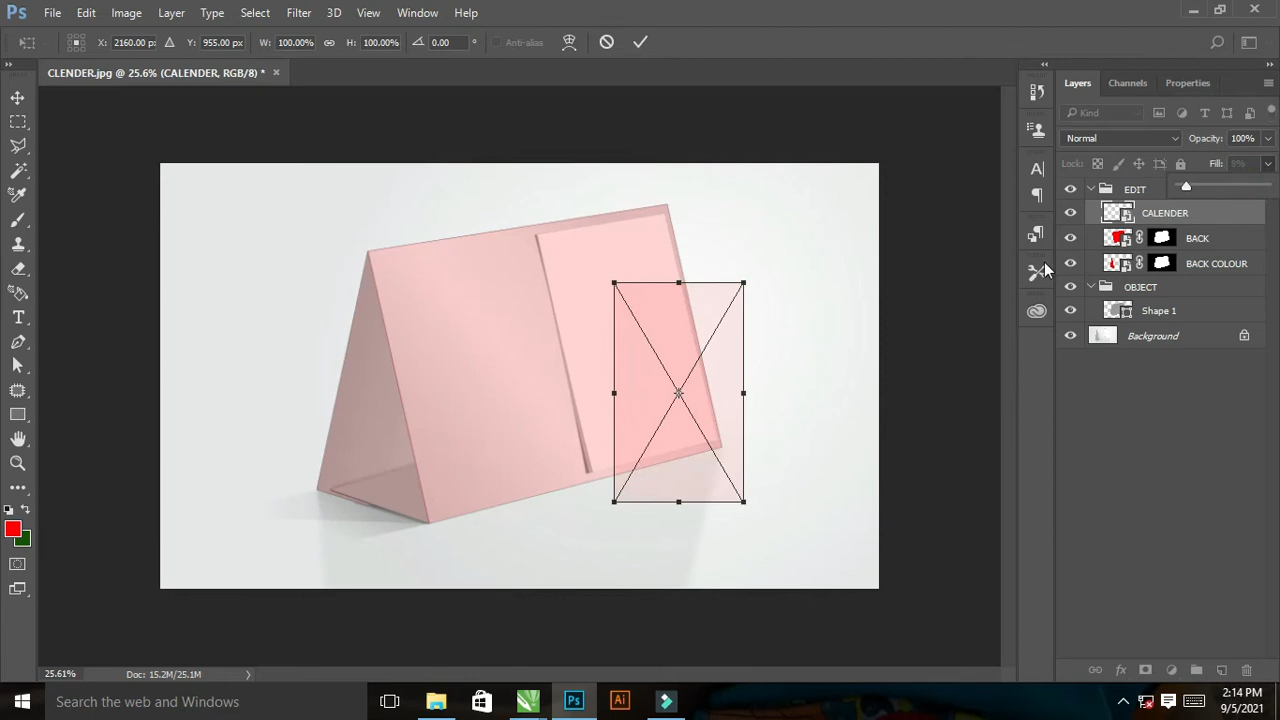 Ps File Edit Image Layer Type Select Filter 3D View Window Help
X: 2160.00 px Y: 955.00 px W: 100.00% H: 100.00% 0.00 ° Anti-alias
CLENDER.jpg @ 25.6% (CALENDER, RGB/8) * ×
Layers Channels Properties
Kind
Normal Opacity: 100%
Lock: Fill: 9%
EDIT
CALENDER
BACK
BACK COLOUR
OBJECT
Shape 1
Background
25.61% Doc: 15.2M/25.1M
Search the web and Windows
Ps Ai
2:14 PM
9/5/2021